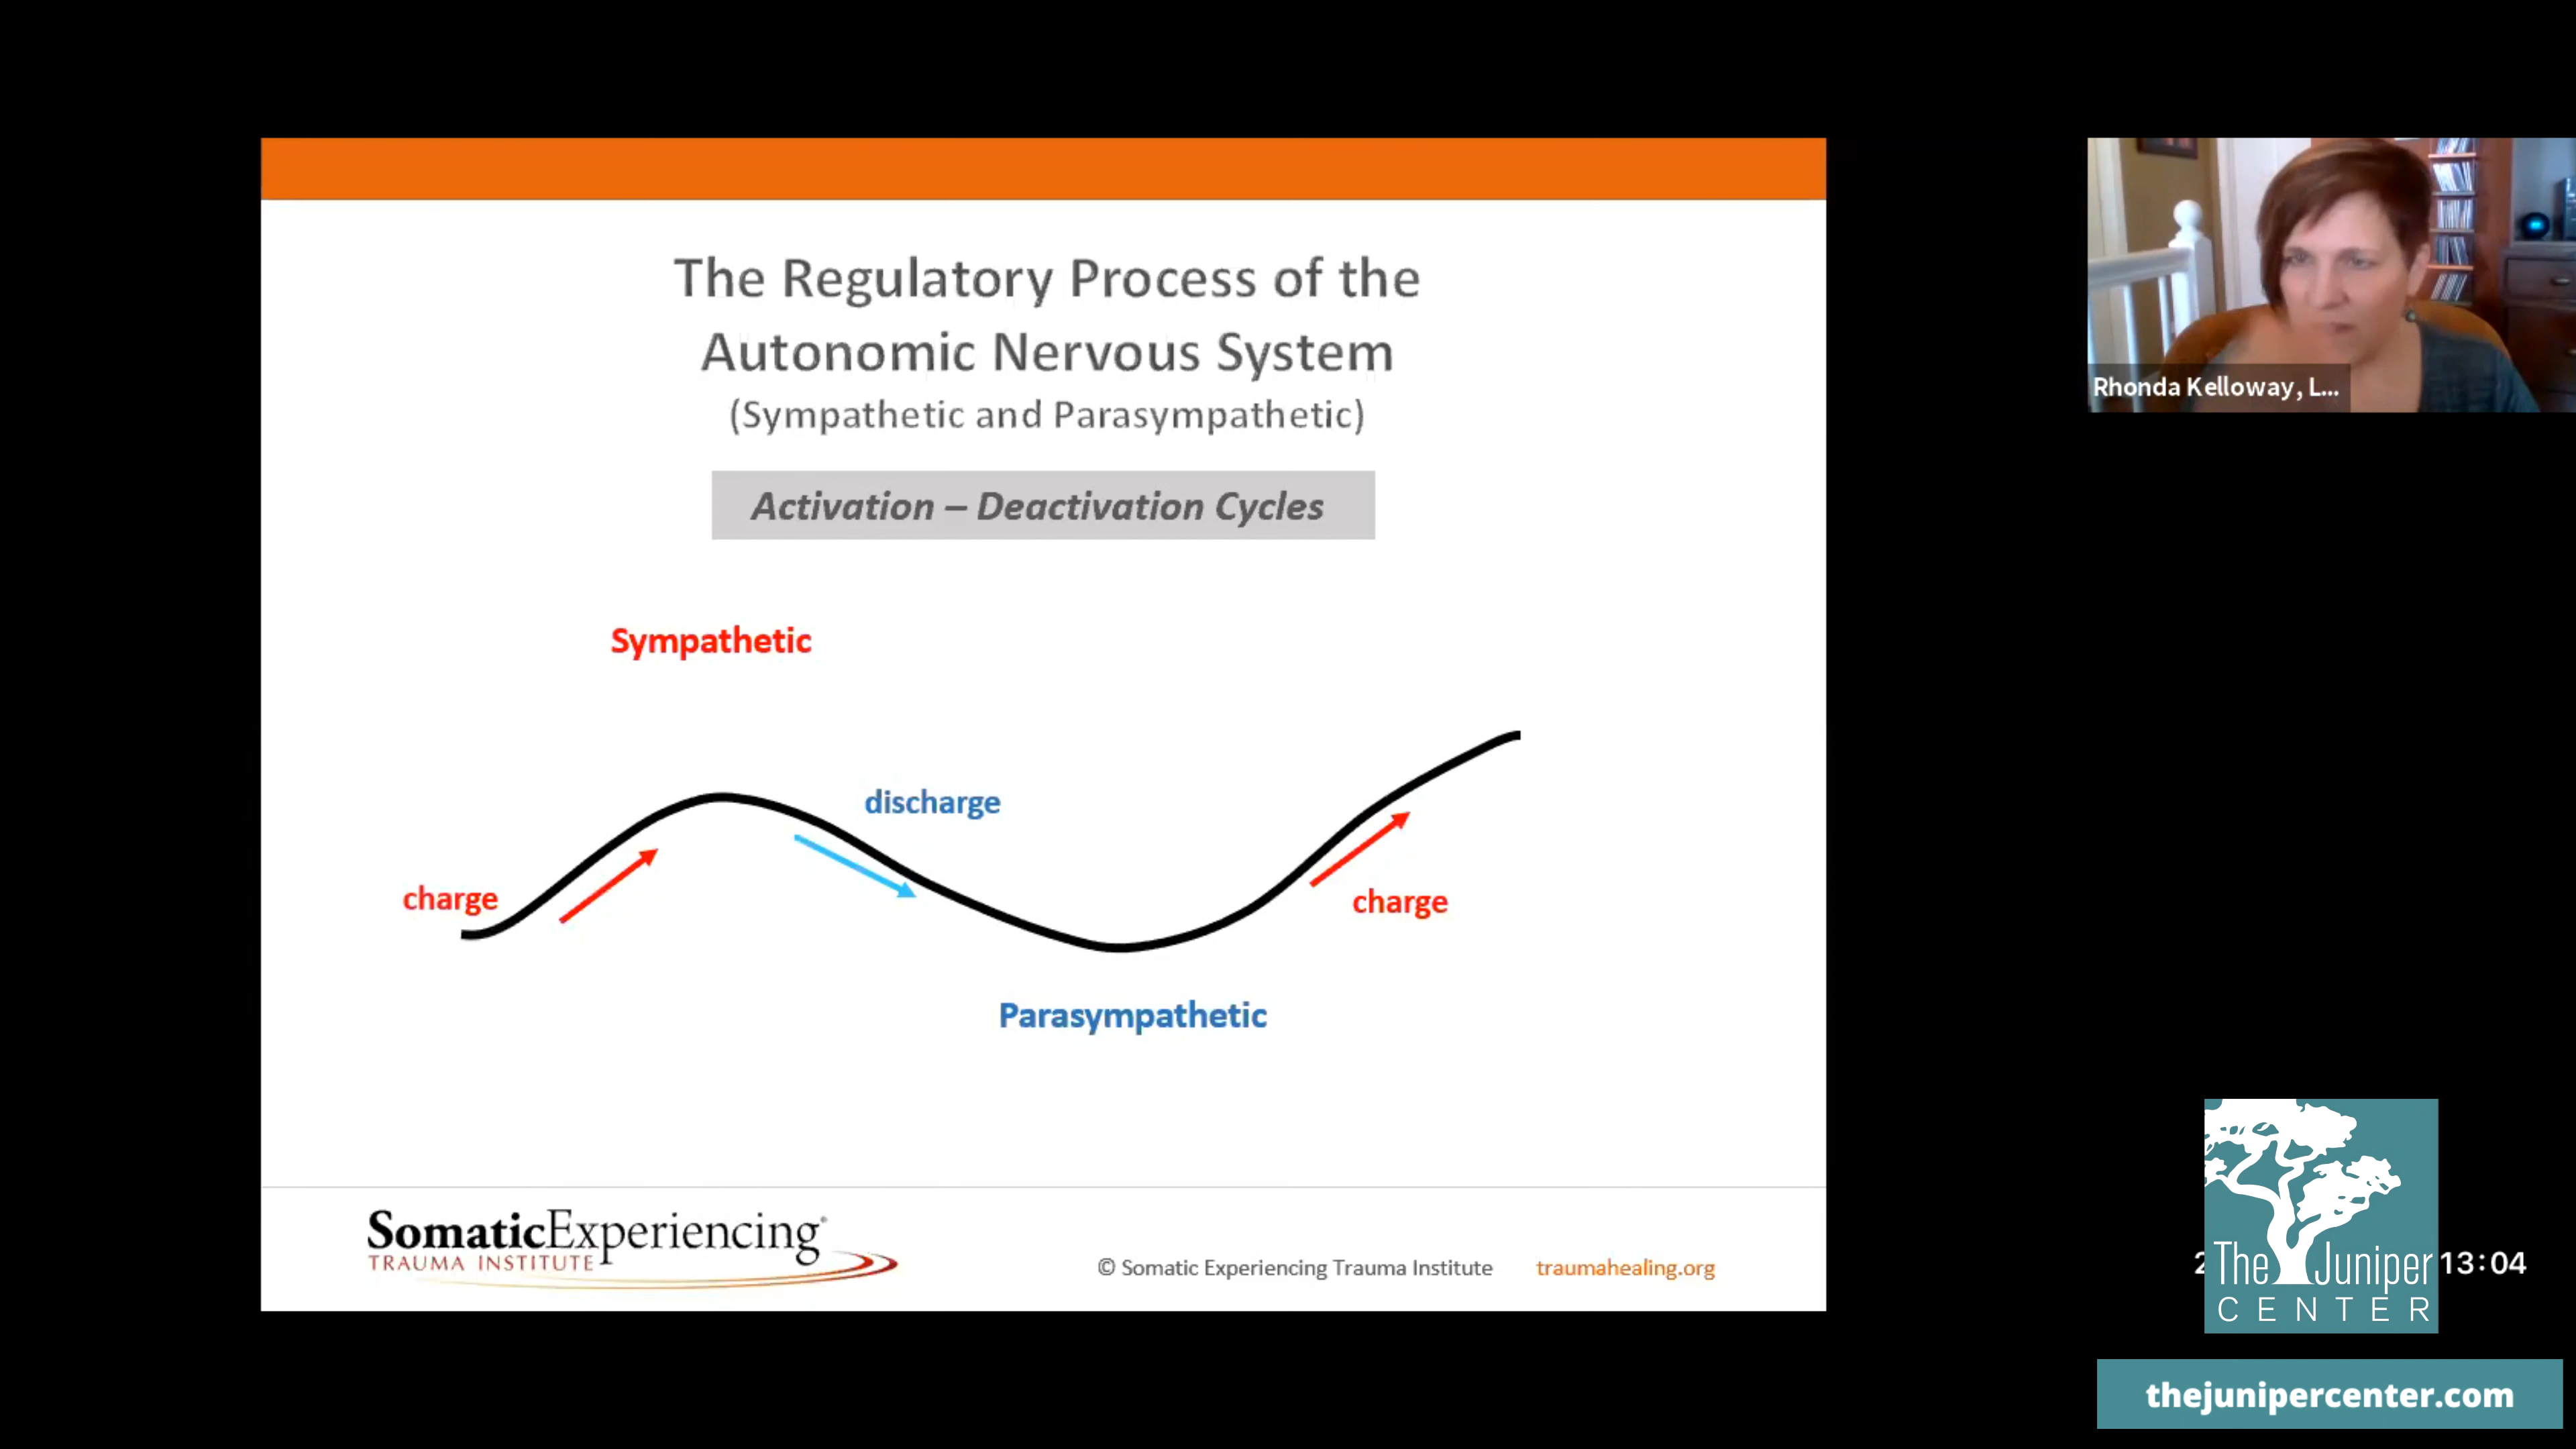 The Regulatory Process of the
Autonomic Nervous System
(Sympathetic and Parasympathetic)
Activation – Deactivation Cycles
Sympathetic
discharge
charge
charge
Parasympathetic
SomaticExperiencing®
TRAUMA INSTITUTE
© Somatic Experiencing Trauma Institute traumahealing.org
Rhonda Kelloway, L...
The Juniper
CENTER
13:04
thejunipercenter.com